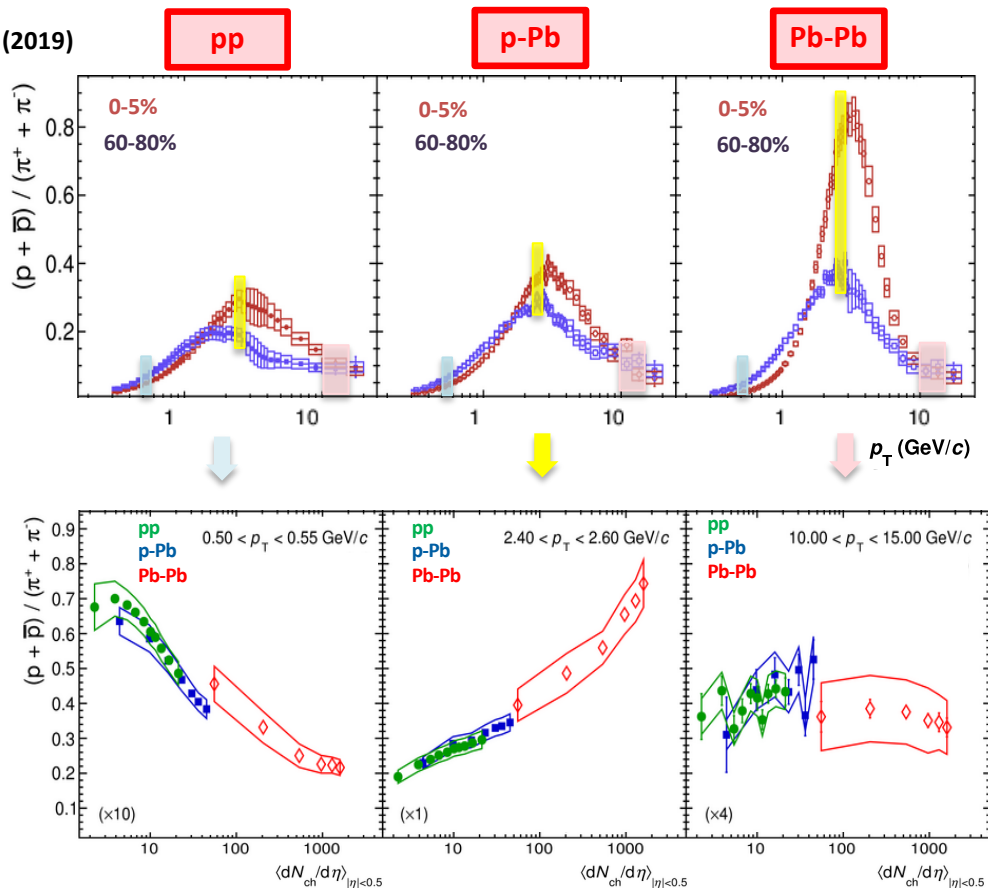 (2019)
pp
p-Pb
Pb-Pb
(p + p̅) / (π⁺ + π⁻)
0.8
0.6
0.4
0.2
0-5%
60-80%
0-5%
60-80%
0-5%
60-80%
1 10
1 10
1 10
p_T (GeV/c)
(p + p̅) / (π⁺ + π⁻)
0.9
0.8
0.7
0.6
0.5
0.4
0.3
0.2
0.1
pp
p-Pb
Pb-Pb
0.50 < p_T < 0.55 GeV/c
(×10)
pp
p-Pb
Pb-Pb
2.40 < p_T < 2.60 GeV/c
(×1)
pp
p-Pb
Pb-Pb
10.00 < p_T < 15.00 GeV/c
(×4)
10 100 1000
10 100 1000
10 100 1000
⟨dN_ch/dη⟩_|η|<0.5
⟨dN_ch/dη⟩_|η|<0.5
⟨dN_ch/dη⟩_|η|<0.5